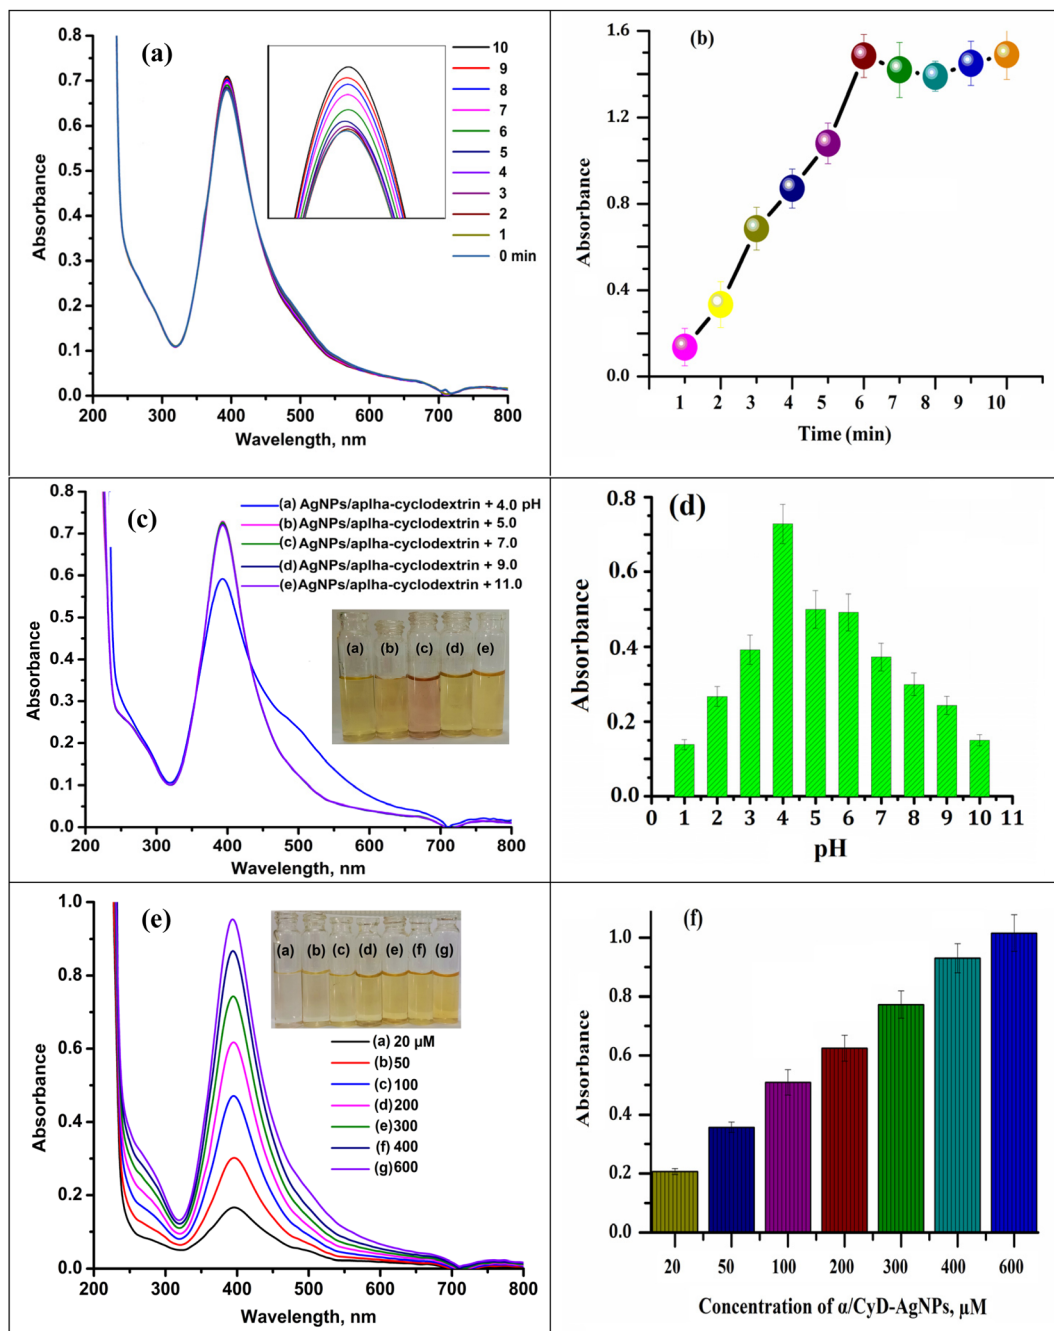 (a)
0.8
0.7
0.6
0.5
0.4
0.3
0.2
0.1
0.0
Absorbance
200 300 400 500 600 700 800
Wavelength, nm
10
9
8
7
6
5
4
3
2
1
0 min
(b)
1.6
1.2
0.8
0.4
0.0
Absorbance
1 2 3 4 5 6 7 8 9 10
Time (min)
(c)
0.8
0.7
0.6
0.5
0.4
0.3
0.2
0.1
0.0
Absorbance
200 300 400 500 600 700 800
Wavelength, nm
(a) AgNPs/aplha-cyclodextrin + 4.0 pH
(b) AgNPs/aplha-cyclodextrin + 5.0
(c) AgNPs/aplha-cyclodextrin + 7.0
(d) AgNPs/aplha-cyclodextrin + 9.0
(e) AgNPs/aplha-cyclodextrin + 11.0
(a) (b) (c) (d) (e)
(d)
0.8
0.6
0.4
0.2
0.0
Absorbance
0 1 2 3 4 5 6 7 8 9 10 11
pH
(e)
1.0
0.8
0.6
0.4
0.2
0.0
Absorbance
200 300 400 500 600 700 800
Wavelength, nm
(a) (b) (c) (d) (e) (f) (g)
(a) 20 µM
(b) 50
(c) 100
(d) 200
(e) 300
(f) 400
(g) 600
(f)
1.0
0.8
0.6
0.4
0.2
0.0
Absorbance
20 50 100 200 300 400 600
Concentration of α/CyD-AgNPs, µM